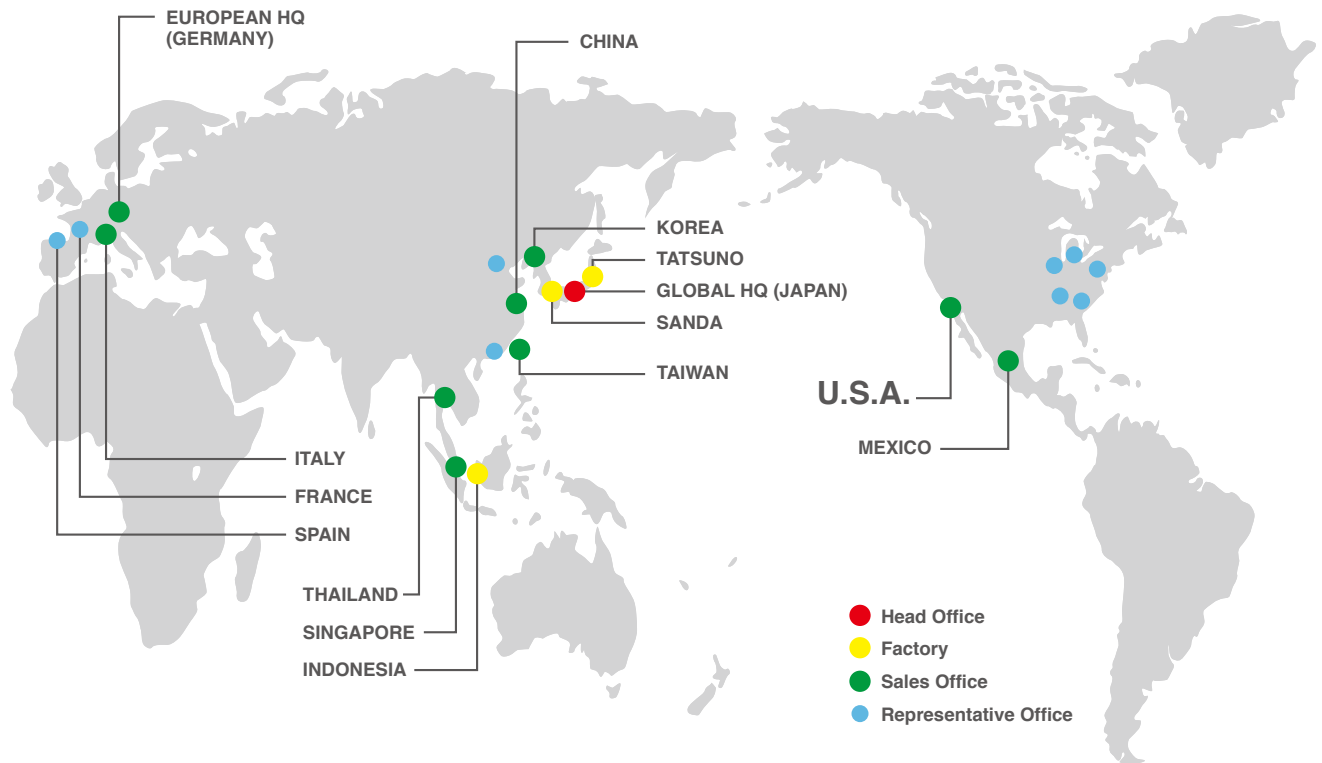 EUROPEAN HQ
(GERMANY)
CHINA
KOREA
TATSUNO
GLOBAL HQ (JAPAN)
SANDA
TAIWAN
U.S.A.
MEXICO
ITALY
FRANCE
SPAIN
THAILAND
SINGAPORE
INDONESIA
Head Office
Factory
Sales Office
Representative Office